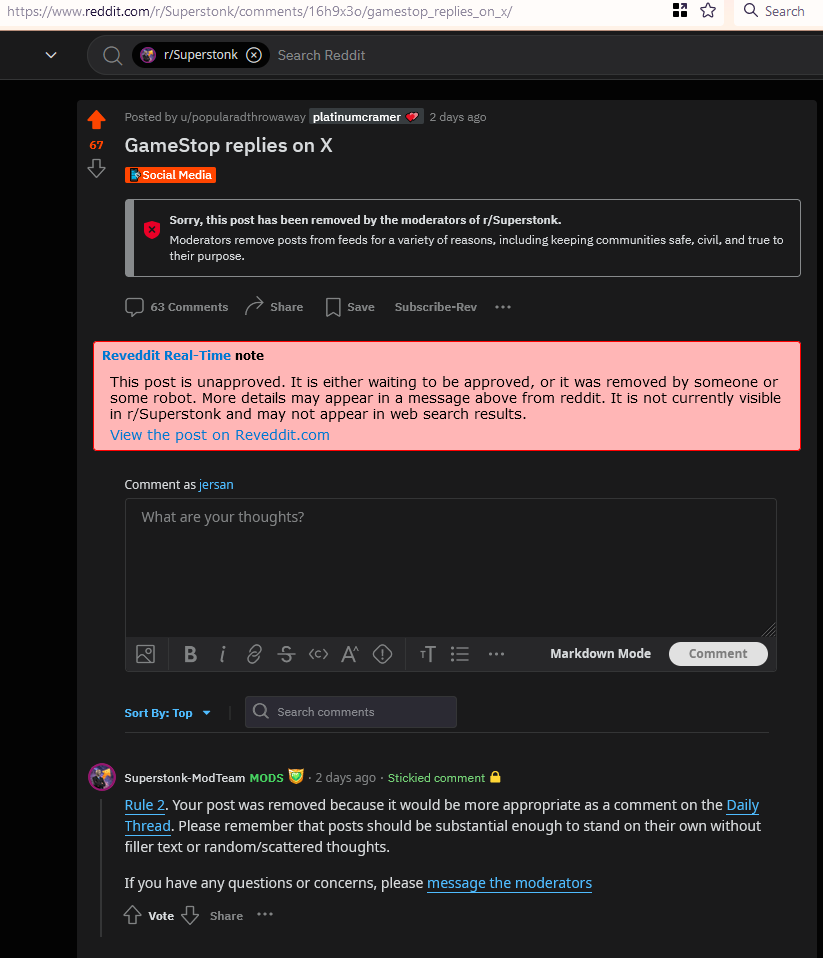 https://www.reddit.com/r/Superstonk/comments/16h9x3o/gamestop_replies_on_x/
Search
r/Superstonk
Search Reddit
Posted by u/popularadthrowaway platinumcramer 2 days ago
67
GameStop replies on X
Social Media
Sorry, this post has been removed by the moderators of r/Superstonk.
Moderators remove posts from feeds for a variety of reasons, including keeping communities safe, civil, and true to
their purpose.
63 Comments Share Save Subscribe-Rev
Reveddit Real-Time note
This post is unapproved. It is either waiting to be approved, or it was removed by someone or
some robot. More details may appear in a message above from reddit. It is not currently visible
in r/Superstonk and may not appear in web search results.
View the post on Reveddit.com
Comment as jersan
What are your thoughts?
Markdown Mode Comment
Sort By: Top
Search comments
Superstonk-ModTeam MODS · 2 days ago · Stickied comment
Rule 2. Your post was removed because it would be more appropriate as a comment on the Daily
Thread. Please remember that posts should be substantial enough to stand on their own without
filler text or random/scattered thoughts.
If you have any questions or concerns, please message the moderators
Vote Share